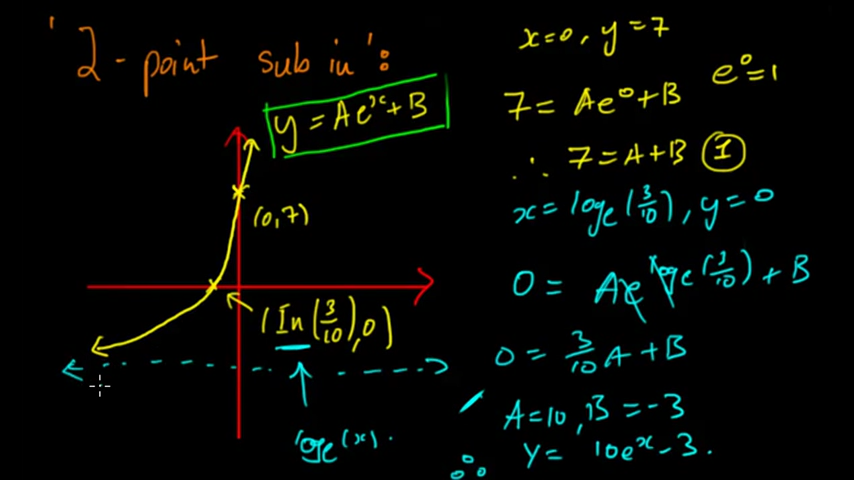 '2-point sub in':
y = Ae^x + B
(0,7)
(In(3/10),0)
loge(x).
x=0, y=7
7 = Ae^0+B e^0=1
∴ 7 = A+B (1)
x = loge(3/10), y=0
0 = Ae^loge(3/10) + B
0 = 3/10 A + B
A=10, B=-3
∴ y = 10e^x - 3.